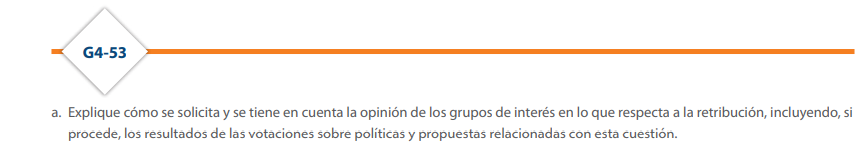 G4-53
a. Explique cómo se solicita y se tiene en cuenta la opinión de los grupos de interés en lo que respecta a la retribución, incluyendo, si
procede, los resultados de las votaciones sobre políticas y propuestas relacionadas con esta cuestión.